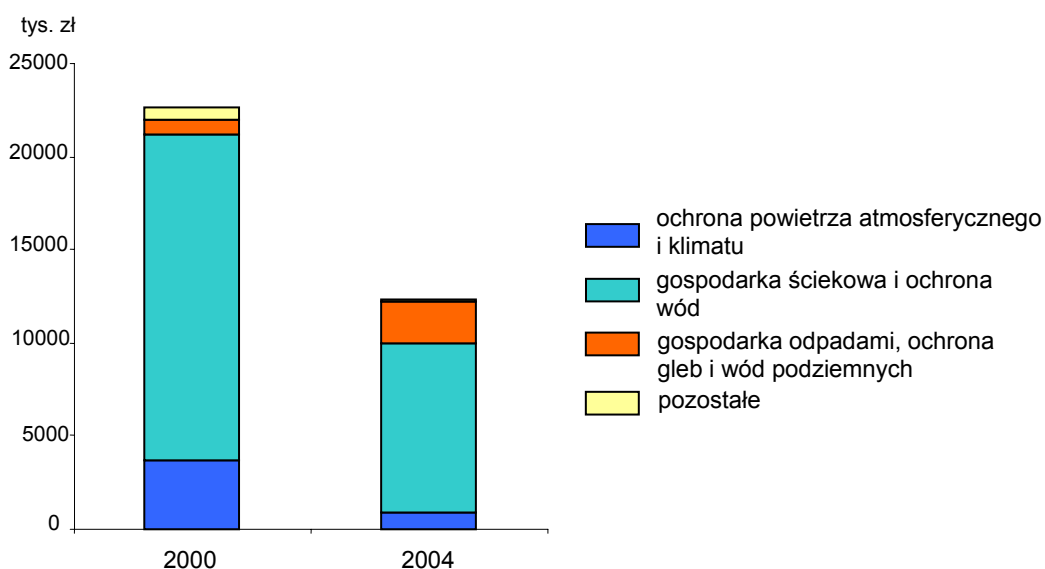 tys. zł
25000
20000
15000
10000
5000
0
2000
2004
ochrona powietrza atmosferycznego
i klimatu
gospodarka ściekowa i ochrona
wód
gospodarka odpadami, ochrona
gleb i wód podziemnych
pozostałe